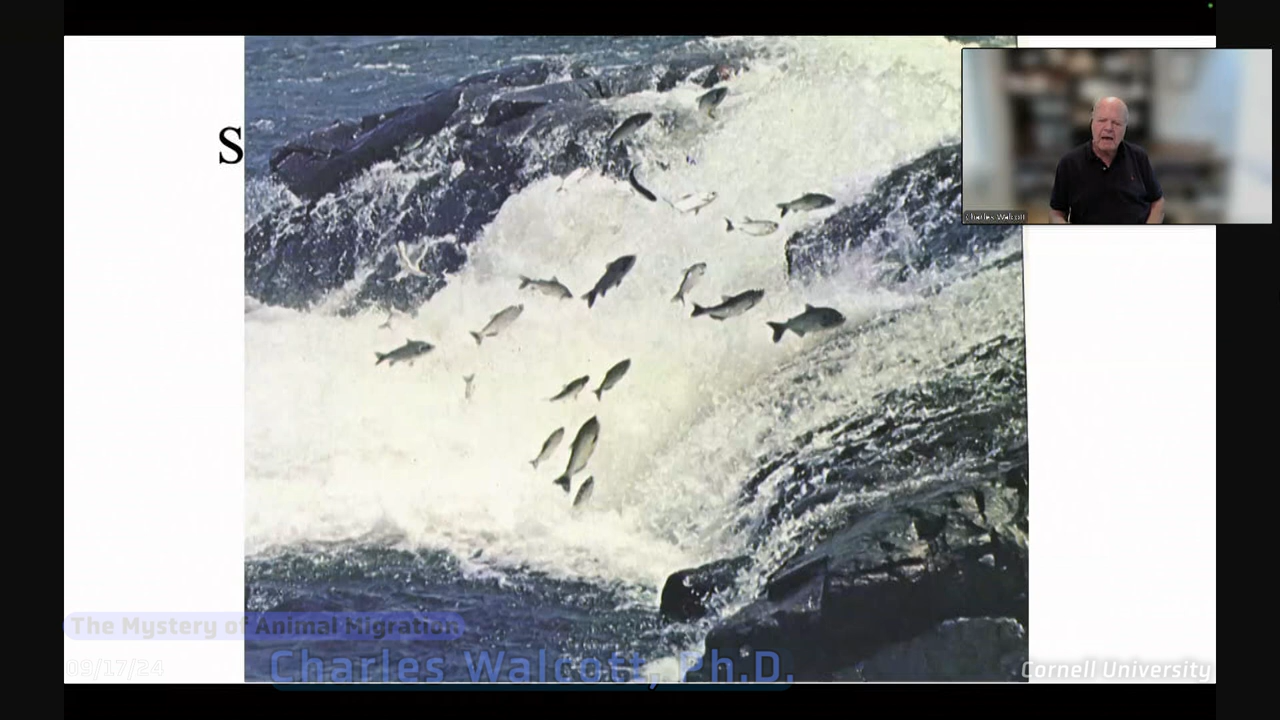 S
Charles Walcott
The Mystery of Animal Migration
09/17/24
Charles Walcott, Ph.D.
Cornell University